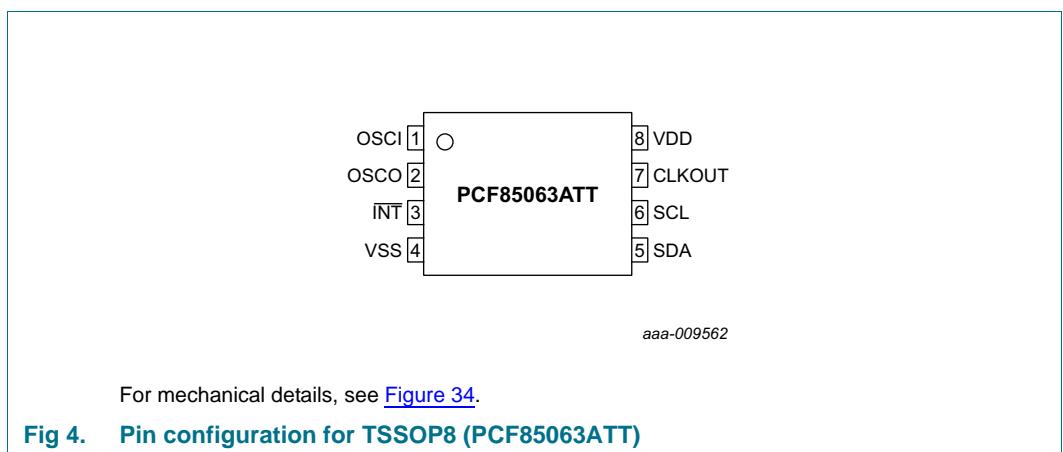 OSCI 1
OSCO 2
INT 3
VSS 4
PCF85063ATT
8 VDD
7 CLKOUT
6 SCL
5 SDA
aaa-009562
For mechanical details, see Figure 34.
Fig 4. Pin configuration for TSSOP8 (PCF85063ATT)